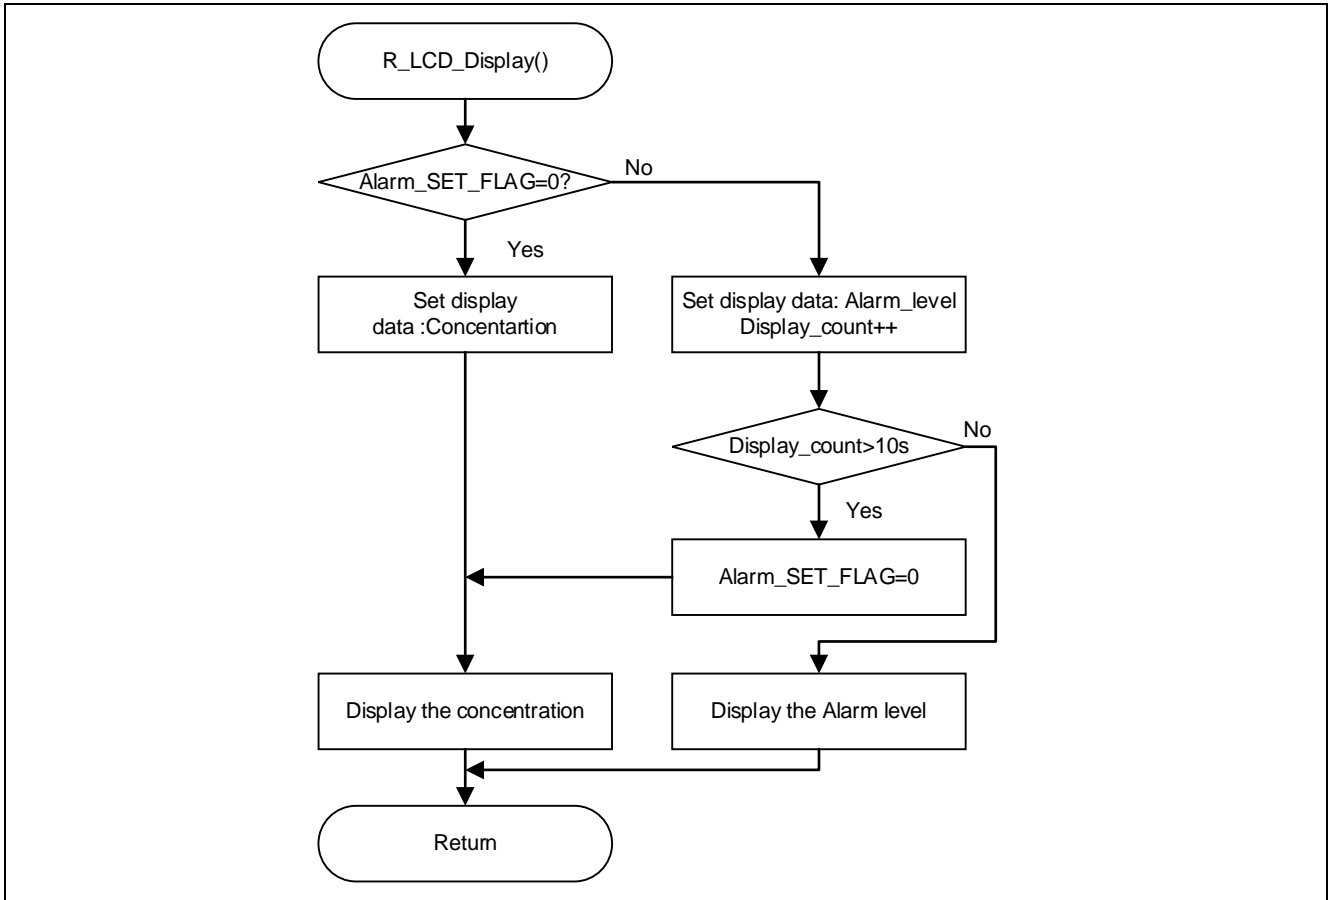 R_LCD_Display()
Alarm_SET_FLAG=0?
No
Yes
Set display
data :Concentartion
Set display data: Alarm_level
Display_count++
Display_count>10s
No
Yes
Alarm_SET_FLAG=0
Display the concentration
Display the Alarm level
Return